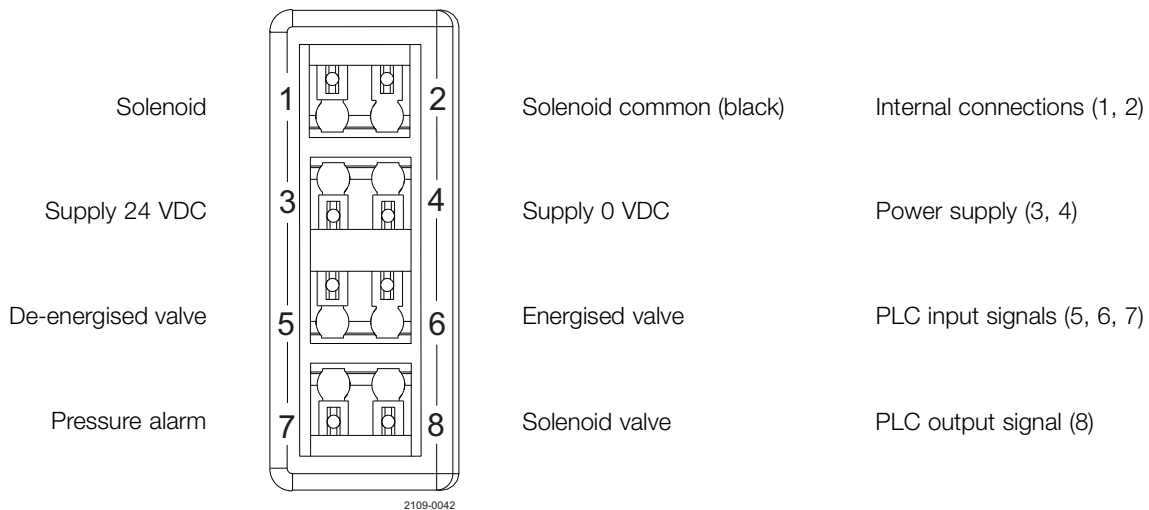 Solenoid 1 2 Solenoid common (black) Internal connections (1, 2)
Supply 24 VDC 3 4 Supply 0 VDC Power supply (3, 4)
De-energised valve 5 6 Energised valve PLC input signals (5, 6, 7)
Pressure alarm 7 8 Solenoid valve PLC output signal (8)
2109-0042